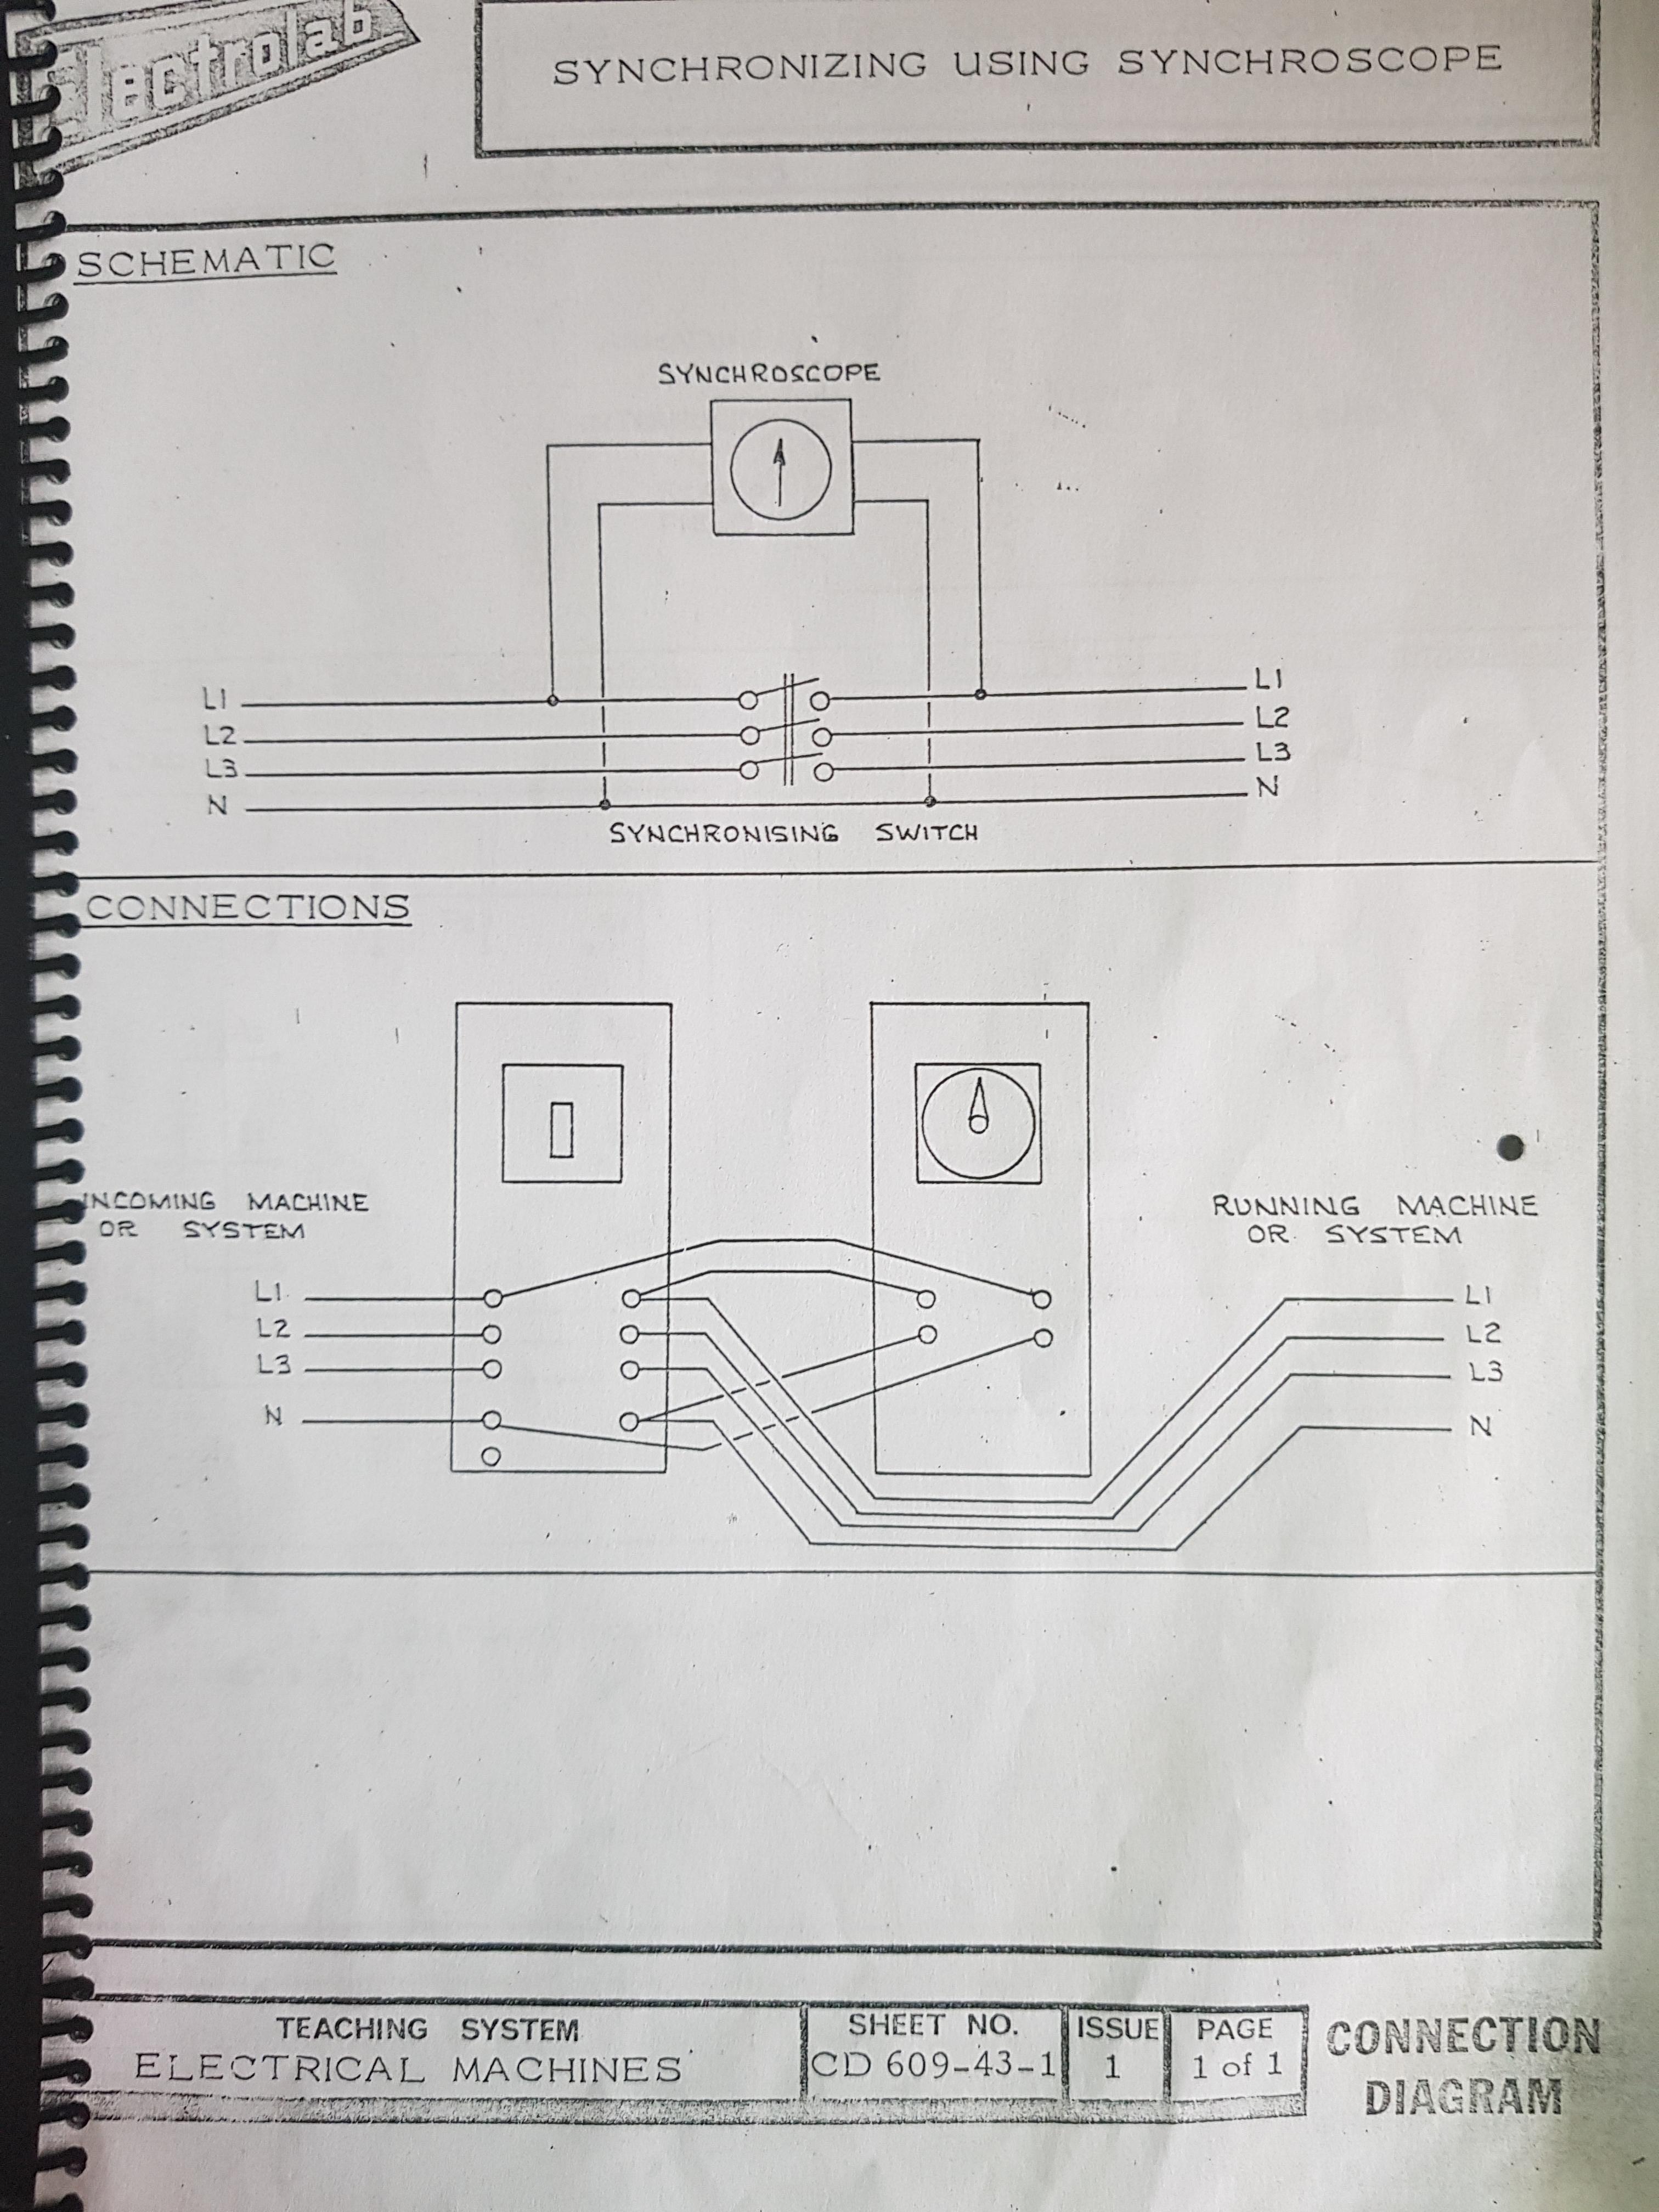 Electrolab
SYNCHRONIZING USING SYNCHROSCOPE
SCHEMATIC
SYNCHROSCOPE
L1 L1
L2 L2
L3 L3
N N
SYNCHRONISING SWITCH
CONNECTIONS
INCOMING MACHINE
OR SYSTEM
RUNNING MACHINE
OR SYSTEM
L1 L1
L2 L2
L3 L3
N N
TEACHING SYSTEM
ELECTRICAL MACHINES
SHEET NO.
CD 609-43-1
ISSUE
1
PAGE
1 of 1
CONNECTION
DIAGRAM